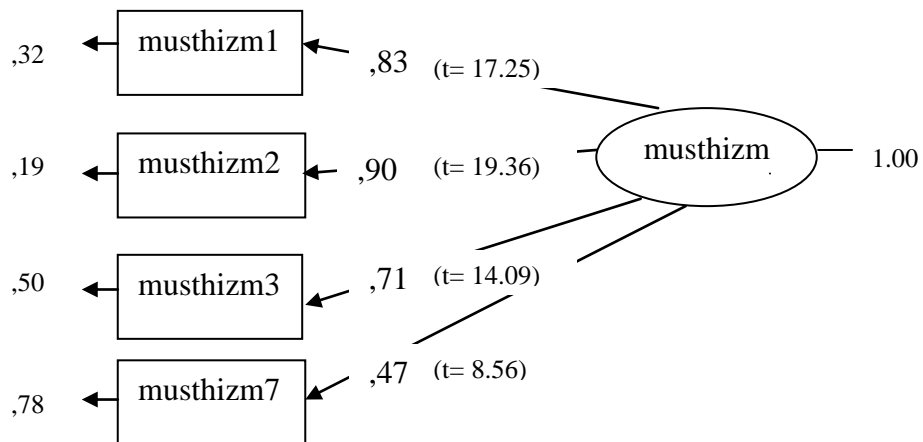 ,32 musthizm1 ,83 (t= 17.25)
musthizm 1.00
,19 musthizm2 ,90 (t= 19.36)
,50 musthizm3 ,71 (t= 14.09)
,78 musthizm7 ,47 (t= 8.56)